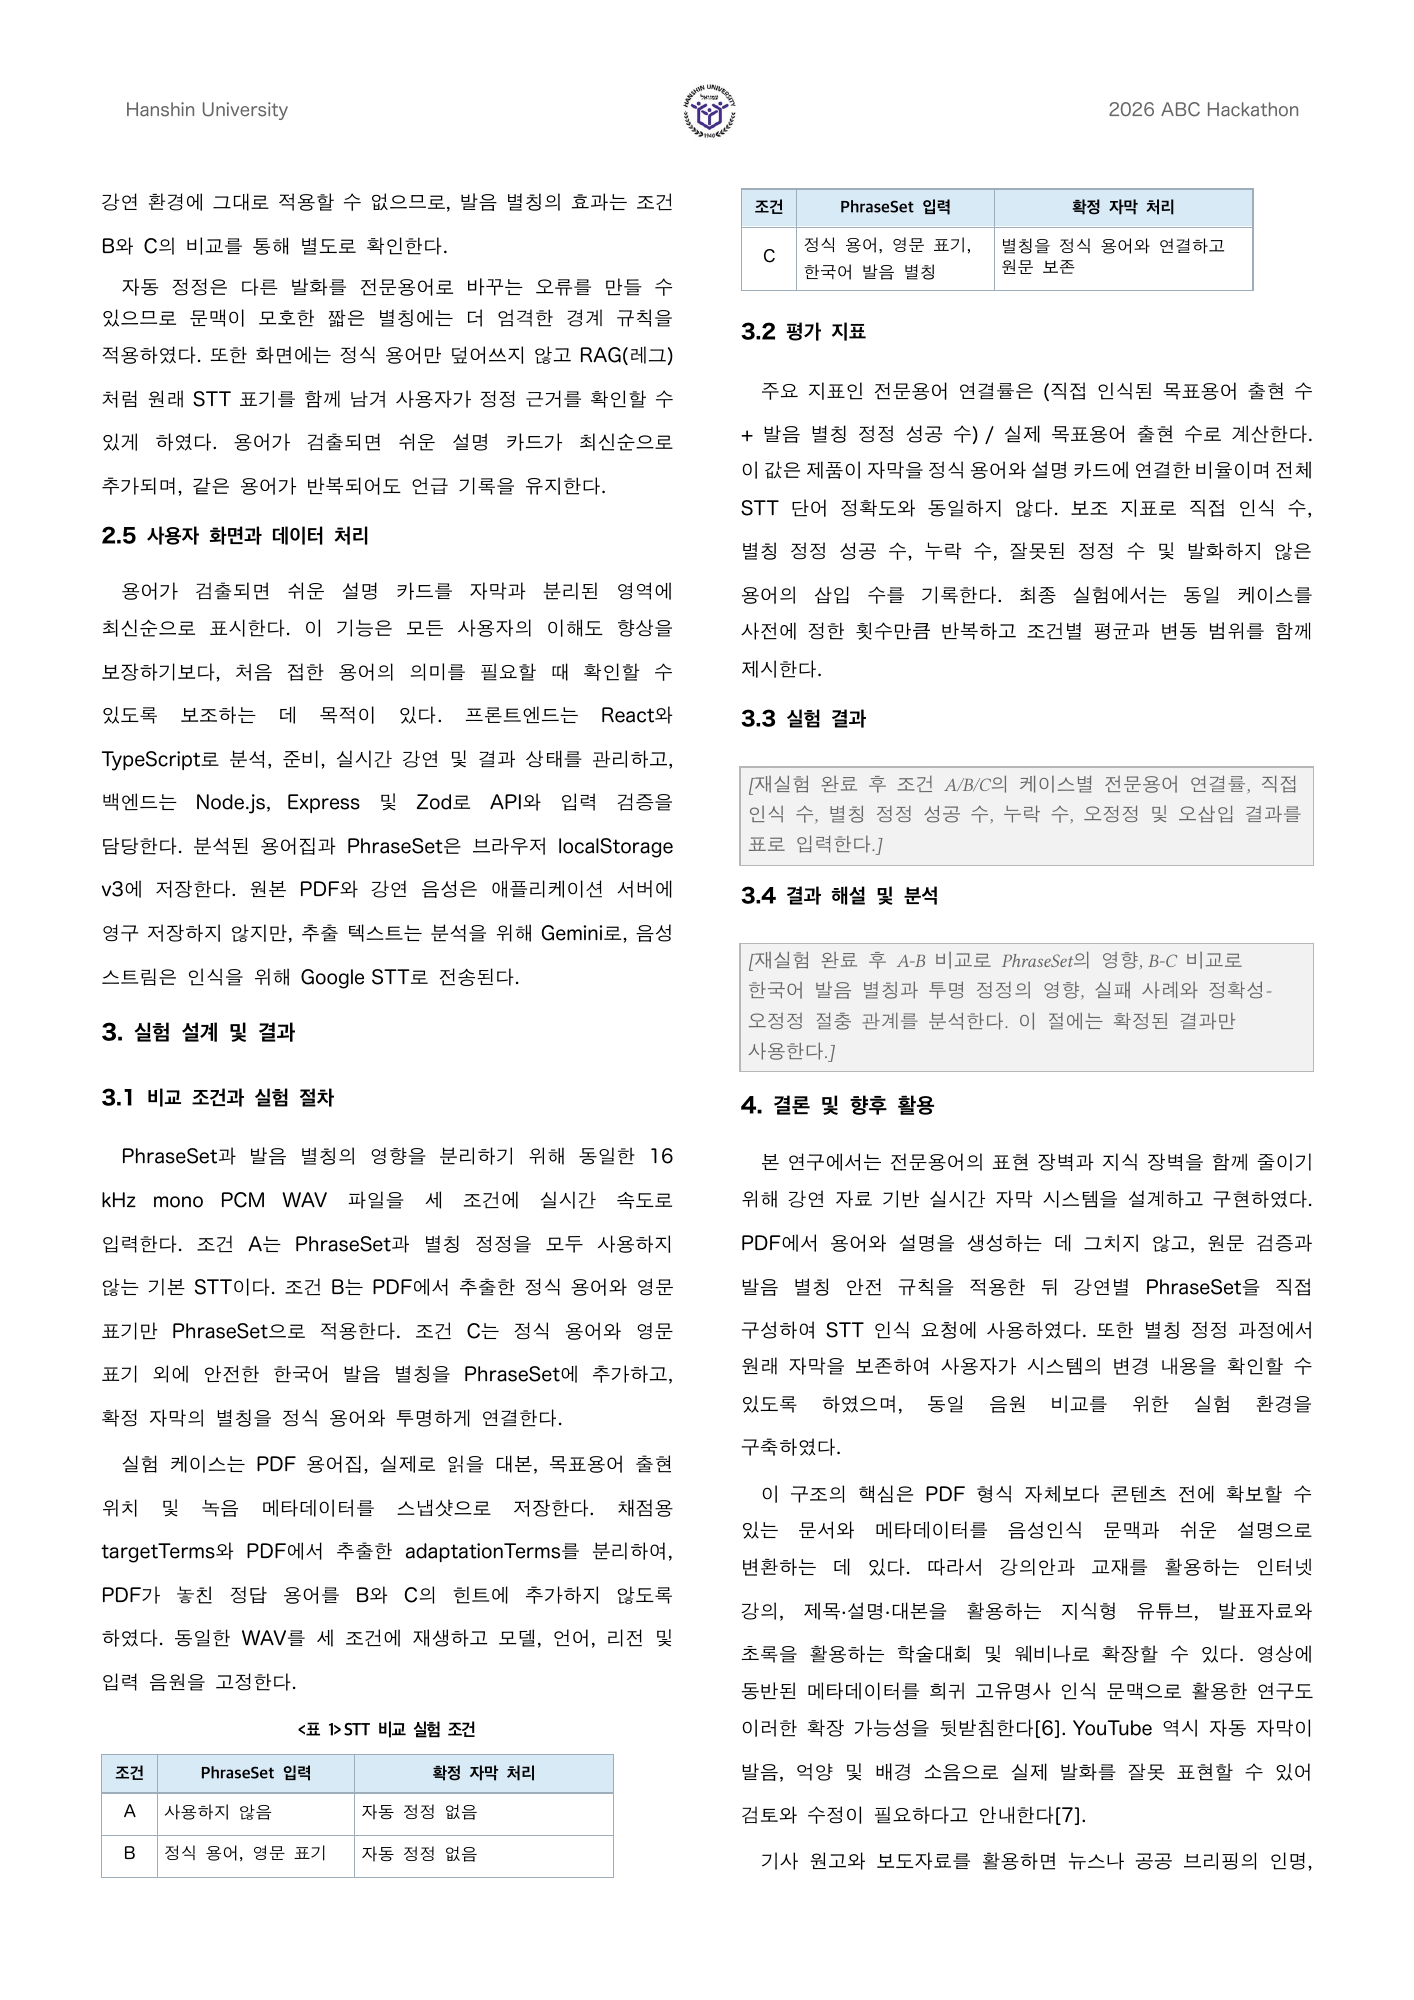 Hanshin University
HANSHIN UNIVERSITY
1940
2026 ABC Hackathon
강연 환경에 그대로 적용할 수 없으므로, 발음 별칭의 효과는 조건
B와 C의 비교를 통해 별도로 확인한다.
자동 정정은 다른 발화를 전문용어로 바꾸는 오류를 만들 수
있으므로 문맥이 모호한 짧은 별칭에는 더 엄격한 경계 규칙을
적용하였다. 또한 화면에는 정식 용어만 덮어쓰지 않고 RAG(레그)
처럼 원래 STT 표기를 함께 남겨 사용자가 정정 근거를 확인할 수
있게 하였다. 용어가 검출되면 쉬운 설명 카드가 최신순으로
추가되며, 같은 용어가 반복되어도 언급 기록을 유지한다.
2.5 사용자 화면과 데이터 처리
용어가 검출되면 쉬운 설명 카드를 자막과 분리된 영역에
최신순으로 표시한다. 이 기능은 모든 사용자의 이해도 향상을
보장하기보다, 처음 접한 용어의 의미를 필요할 때 확인할 수
있도록 보조하는 데 목적이 있다. 프론트엔드는 React와
TypeScript로 분석, 준비, 실시간 강연 및 결과 상태를 관리하고,
백엔드는 Node.js, Express 및 Zod로 API와 입력 검증을
담당한다. 분석된 용어집과 PhraseSet은 브라우저 localStorage
v3에 저장한다. 원본 PDF와 강연 음성은 애플리케이션 서버에
영구 저장하지 않지만, 추출 텍스트는 분석을 위해 Gemini로, 음성
스트림은 인식을 위해 Google STT로 전송된다.
3. 실험 설계 및 결과
3.1 비교 조건과 실험 절차
PhraseSet과 발음 별칭의 영향을 분리하기 위해 동일한 16
kHz mono PCM WAV 파일을 세 조건에 실시간 속도로
입력한다. 조건 A는 PhraseSet과 별칭 정정을 모두 사용하지
않는 기본 STT이다. 조건 B는 PDF에서 추출한 정식 용어와 영문
표기만 PhraseSet으로 적용한다. 조건 C는 정식 용어와 영문
표기 외에 안전한 한국어 발음 별칭을 PhraseSet에 추가하고,
확정 자막의 별칭을 정식 용어와 투명하게 연결한다.
실험 케이스는 PDF 용어집, 실제로 읽을 대본, 목표용어 출현
위치 및 녹음 메타데이터를 스냅샷으로 저장한다. 채점용
targetTerms와 PDF에서 추출한 adaptationTerms를 분리하여,
PDF가 놓친 정답 용어를 B와 C의 힌트에 추가하지 않도록
하였다. 동일한 WAV를 세 조건에 재생하고 모델, 언어, 리전 및
입력 음원을 고정한다.
<표 1> STT 비교 실험 조건
조건 PhraseSet 입력 확정 자막 처리
A 사용하지 않음 자동 정정 없음
B 정식 용어, 영문 표기 자동 정정 없음
조건 PhraseSet 입력 확정 자막 처리
C 정식 용어, 영문 표기, 한국어 발음 별칭 별칭을 정식 용어와 연결하고 원문 보존
3.2 평가 지표
주요 지표인 전문용어 연결률은 (직접 인식된 목표용어 출현 수
+ 발음 별칭 정정 성공 수) / 실제 목표용어 출현 수로 계산한다.
이 값은 제품이 자막을 정식 용어와 설명 카드에 연결한 비율이며 전체
STT 단어 정확도와 동일하지 않다. 보조 지표로 직접 인식 수,
별칭 정정 성공 수, 누락 수, 잘못된 정정 수 및 발화하지 않은
용어의 삽입 수를 기록한다. 최종 실험에서는 동일 케이스를
사전에 정한 횟수만큼 반복하고 조건별 평균과 변동 범위를 함께
제시한다.
3.3 실험 결과
[재실험 완료 후 조건 A/B/C의 케이스별 전문용어 연결률, 직접
인식 수, 별칭 정정 성공 수, 누락 수, 오정정 및 오삽입 결과를
표로 입력한다.]
3.4 결과 해설 및 분석
[재실험 완료 후 A-B 비교로 PhraseSet의 영향, B-C 비교로
한국어 발음 별칭과 투명 정정의 영향, 실패 사례와 정확성-
오정정 절충 관계를 분석한다. 이 절에는 확정된 결과만
사용한다.]
4. 결론 및 향후 활용
본 연구에서는 전문용어의 표현 장벽과 지식 장벽을 함께 줄이기
위해 강연 자료 기반 실시간 자막 시스템을 설계하고 구현하였다.
PDF에서 용어와 설명을 생성하는 데 그치지 않고, 원문 검증과
발음 별칭 안전 규칙을 적용한 뒤 강연별 PhraseSet을 직접
구성하여 STT 인식 요청에 사용하였다. 또한 별칭 정정 과정에서
원래 자막을 보존하여 사용자가 시스템의 변경 내용을 확인할 수
있도록 하였으며, 동일 음원 비교를 위한 실험 환경을
구축하였다.
이 구조의 핵심은 PDF 형식 자체보다 콘텐츠 전에 확보할 수
있는 문서와 메타데이터를 음성인식 문맥과 쉬운 설명으로
변환하는 데 있다. 따라서 강의안과 교재를 활용하는 인터넷
강의, 제목·설명·대본을 활용하는 지식형 유튜브, 발표자료와
초록을 활용하는 학술대회 및 웨비나로 확장할 수 있다. 영상에
동반된 메타데이터를 희귀 고유명사 인식 문맥으로 활용한 연구도
이러한 확장 가능성을 뒷받침한다[6]. YouTube 역시 자동 자막이
발음, 억양 및 배경 소음으로 실제 발화를 잘못 표현할 수 있어
검토와 수정이 필요하다고 안내한다[7].
기사 원고와 보도자료를 활용하면 뉴스나 공공 브리핑의 인명,